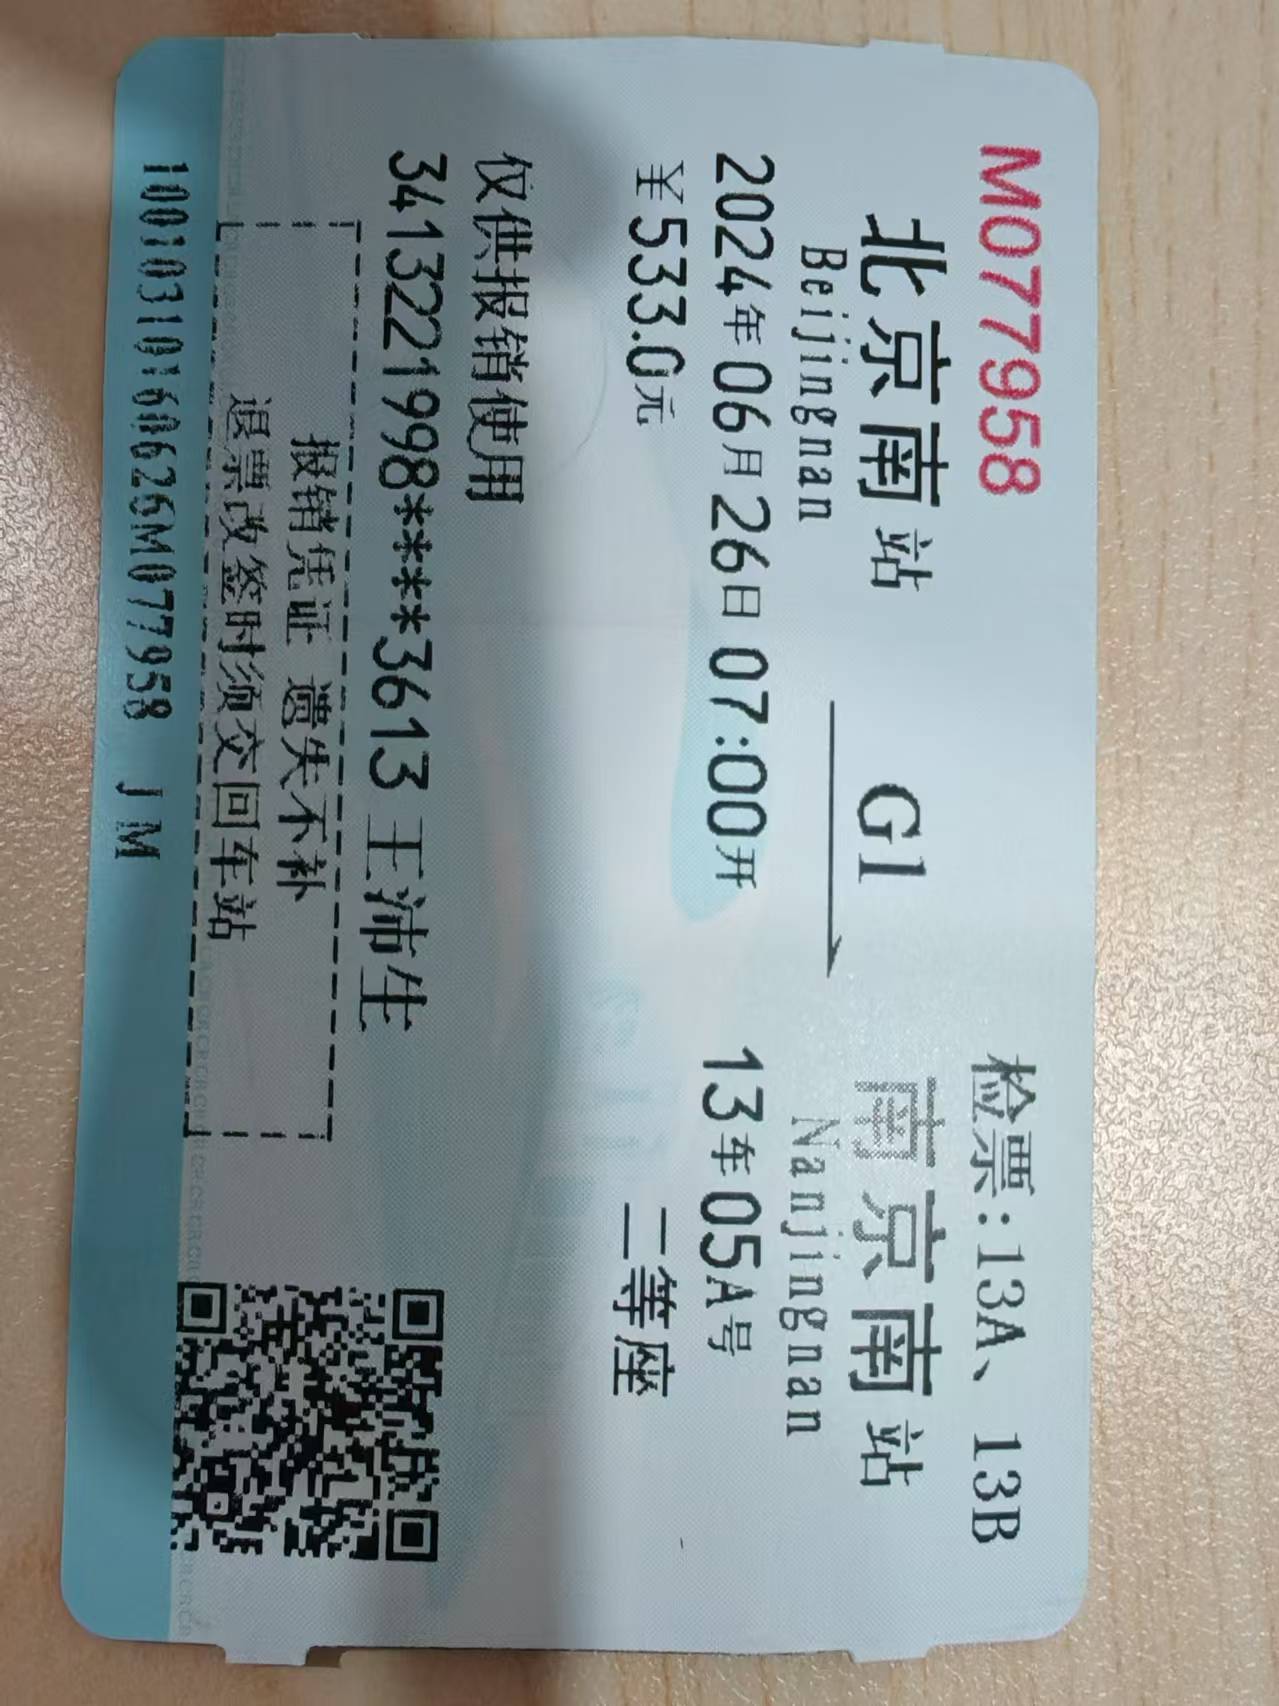 M077958 检票:13A、13B
北京南站 G1 南京南站
Beijingnan Nanjingnan
2024年06月26日07:00开 13车05A号
￥533.0元 二等座
仅供报销使用
3413221998****3613 王沛生
报销凭证 遗失不补
退票改签时须交回车站
10010310160626M077958 JM